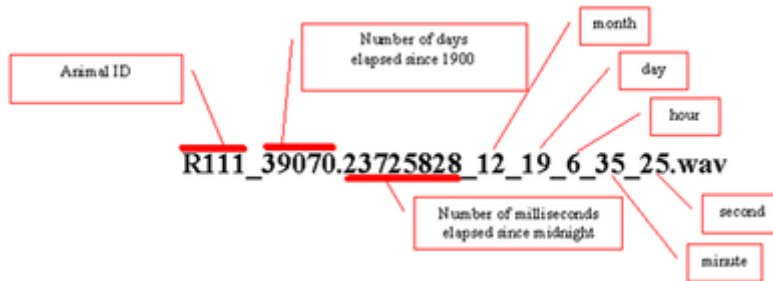 month
Number of days
elapsed since 1900
Animal ID
day
hour
R111_39070.23725828_12_19_6_35_25.wav
Number of milliseconds
elapsed since midnight
second
minute